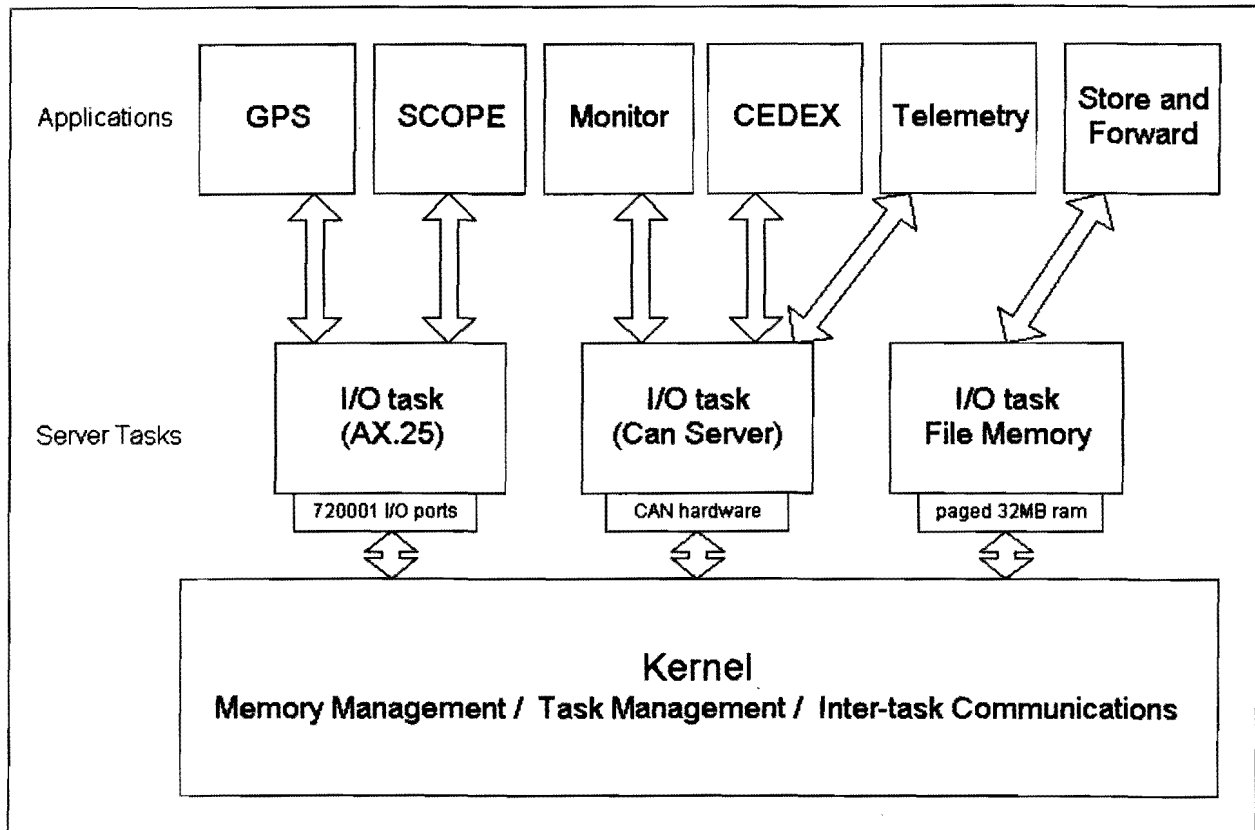 Applications
GPS
SCOPE
Monitor
CEDEX
Telemetry
Store and
Forward
Server Tasks
I/O task
(AX.25)
I/O task
(Can Server)
I/O task
File Memory
720001 I/O ports
CAN hardware
paged 32MB ram
Kernel
Memory Management / Task Management / Inter-task Communications